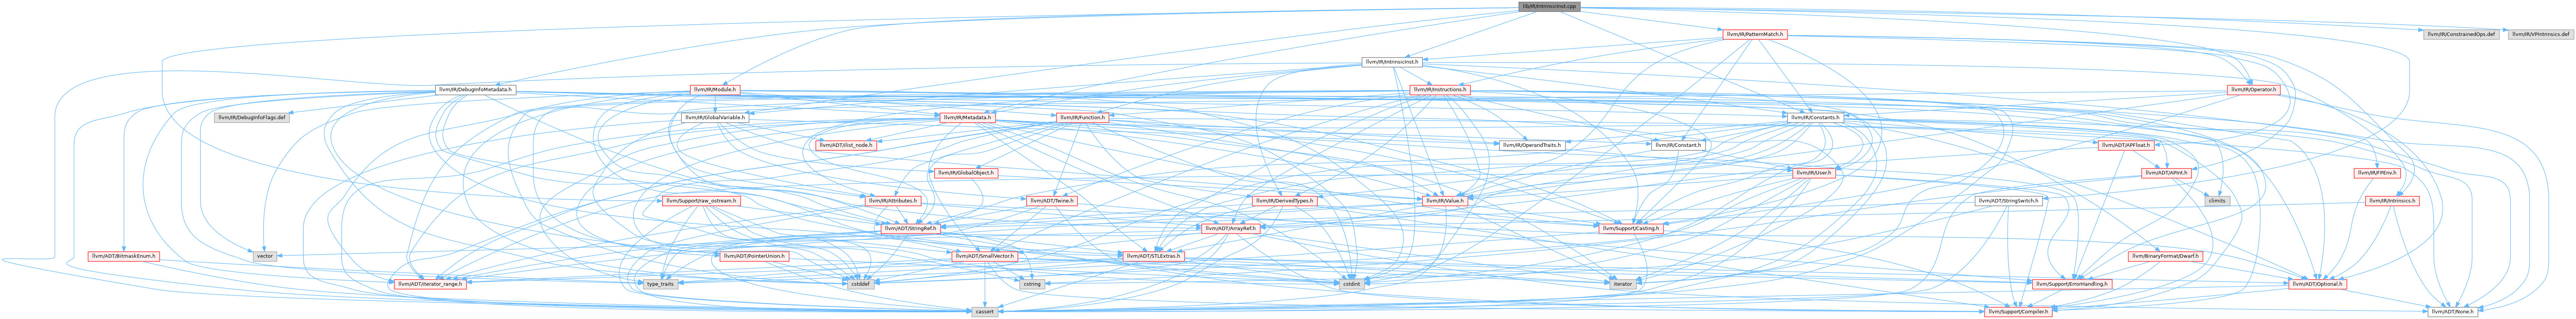 lib/IR/IntrinsicInst.cpp
llvm/IR/PatternMatch.h
llvm/IR/ConstrainedOps.def
llvm/IR/VPIntrinsics.def
llvm/IR/IntrinsicInst.h
llvm/IR/DebugInfoMetadata.h
llvm/IR/Module.h
llvm/IR/Instructions.h
llvm/IR/Operator.h
llvm/IR/DebugInfoFlags.def
llvm/IR/GlobalVariable.h
llvm/IR/Metadata.h
llvm/IR/Function.h
llvm/IR/Constants.h
llvm/ADT/ilist_node.h
llvm/IR/OperandTraits.h
llvm/IR/Constant.h
llvm/ADT/APFloat.h
llvm/IR/GlobalObject.h
llvm/IR/User.h
llvm/ADT/APInt.h
llvm/IR/FPEnv.h
llvm/Support/raw_ostream.h
llvm/IR/Attributes.h
llvm/ADT/Twine.h
llvm/IR/DerivedTypes.h
llvm/IR/Value.h
llvm/ADT/StringSwitch.h
climits
llvm/IR/Intrinsics.h
llvm/ADT/StringRef.h
llvm/ADT/ArrayRef.h
llvm/Support/Casting.h
llvm/ADT/BitmaskEnum.h
vector
llvm/ADT/PointerUnion.h
llvm/ADT/SmallVector.h
llvm/ADT/STLExtras.h
llvm/BinaryFormat/Dwarf.h
llvm/ADT/iterator_range.h
type_traits
cstddef
cstring
cstdint
iterator
llvm/Support/ErrorHandling.h
llvm/ADT/Optional.h
cassert
llvm/Support/Compiler.h
llvm/ADT/None.h